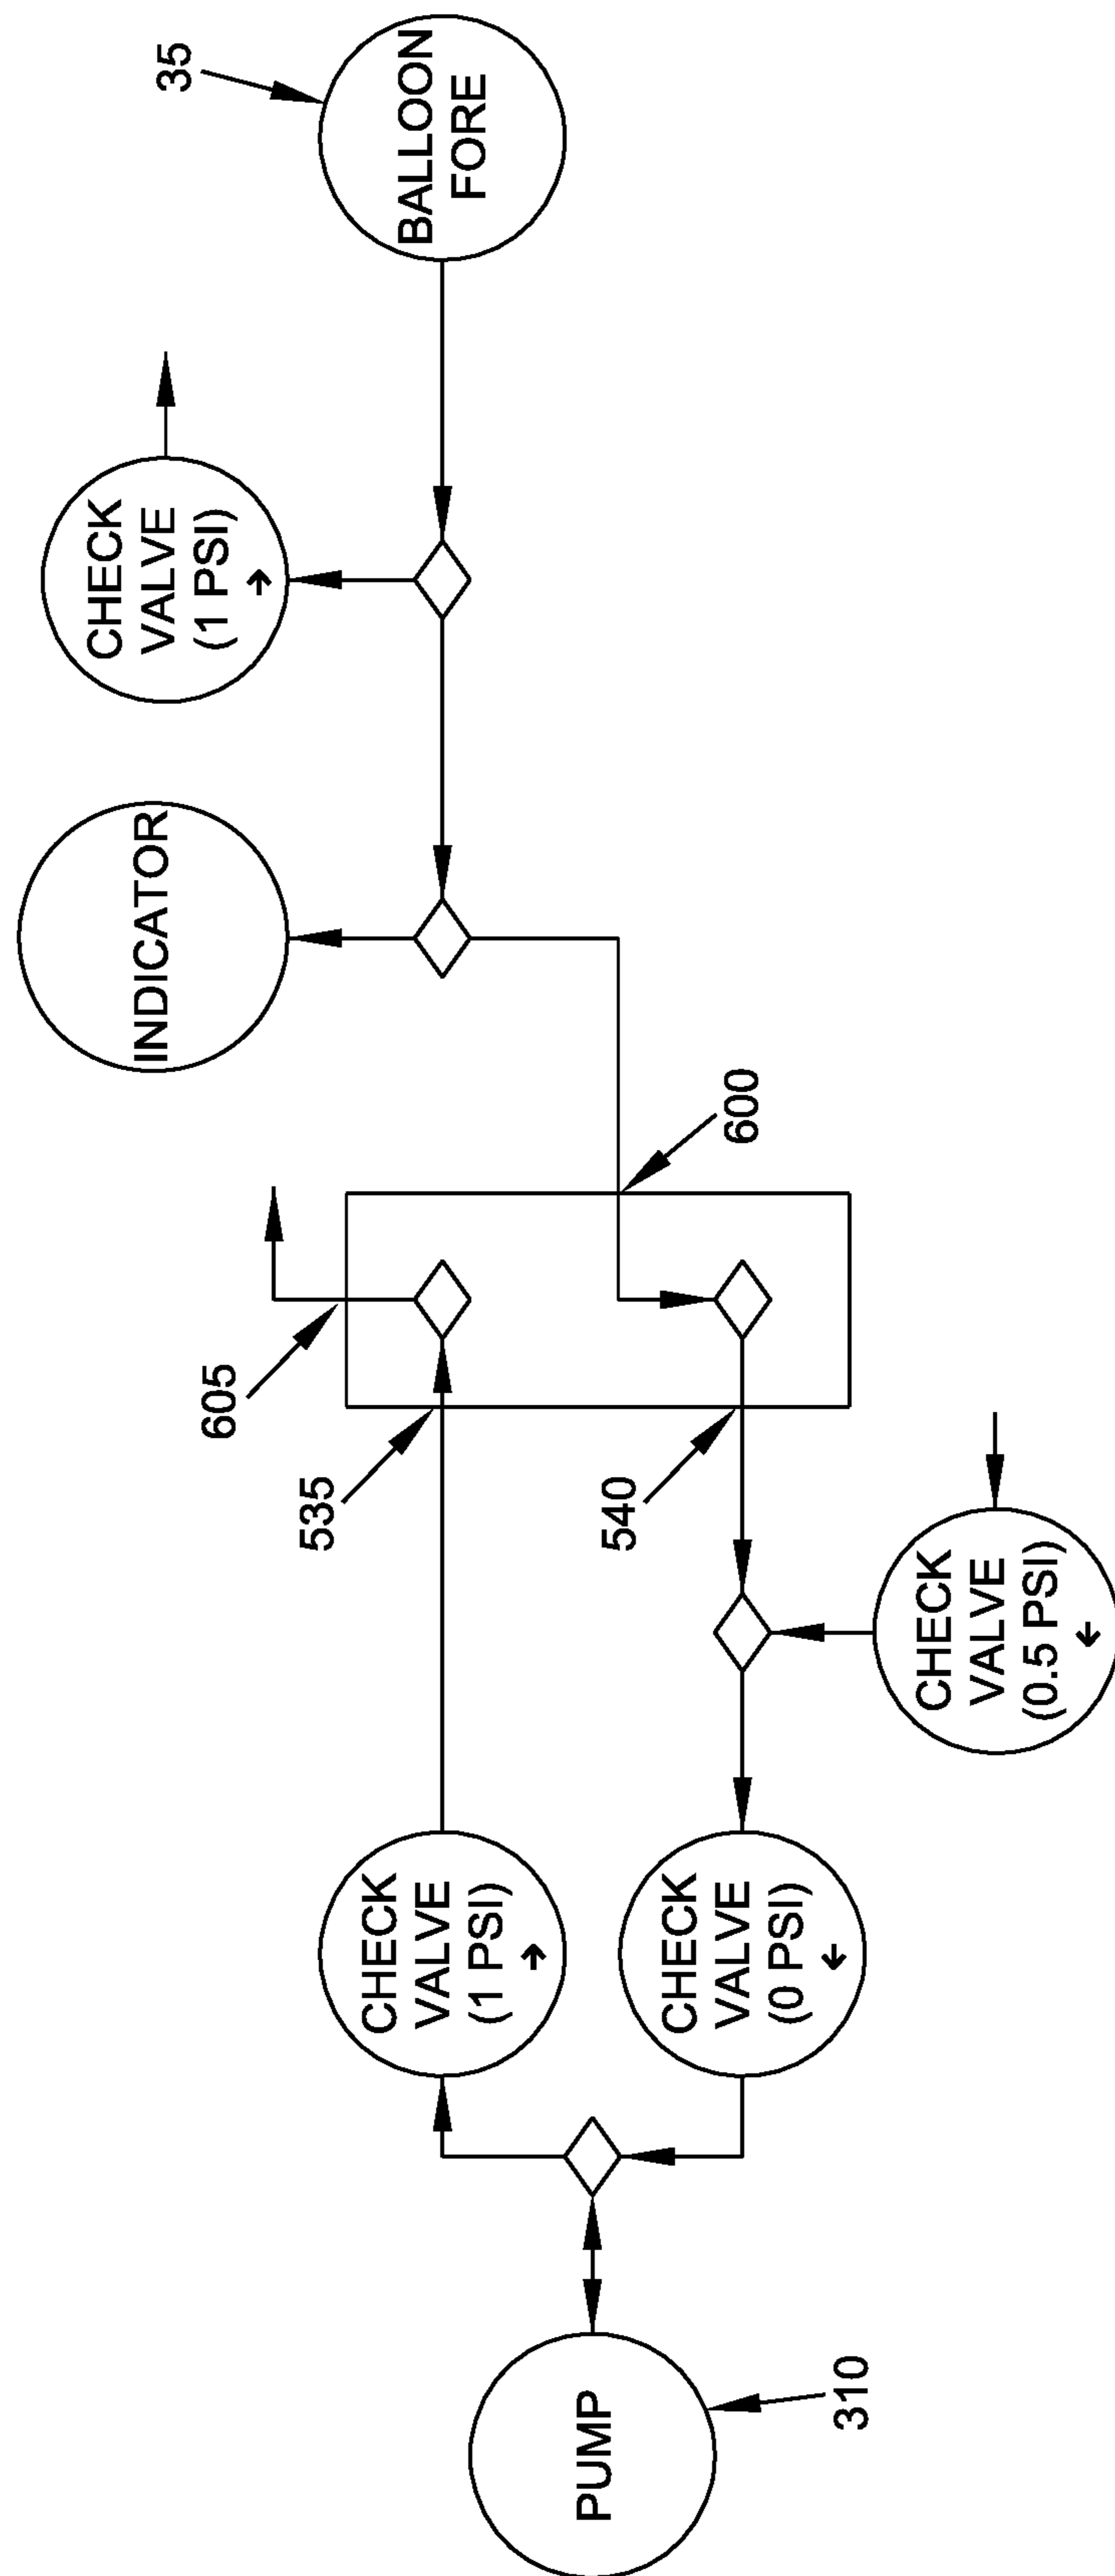 INDICATOR
CHECK
VALVE
(1 PSI)
→
35
BALLOON
FORE
605
535
CHECK
VALVE
(1 PSI)
→
PUMP
310
600
540
CHECK
VALVE
(0 PSI)
←
CHECK
VALVE
(0.5 PSI)
←